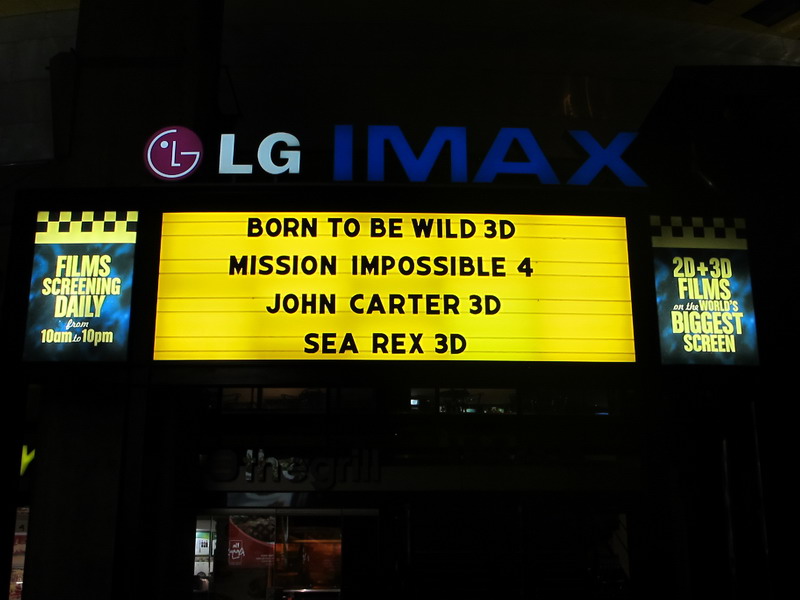 LG IMAX
BORN TO BE WILD 3D
MISSION IMPOSSIBLE 4
JOHN CARTER 3D
SEA REX 3D
FILMS
SCREENING
DAILY
from
10am to 10pm
2D+3D
FILMS
on the WORLD'S
BIGGEST
SCREEN
thegrill